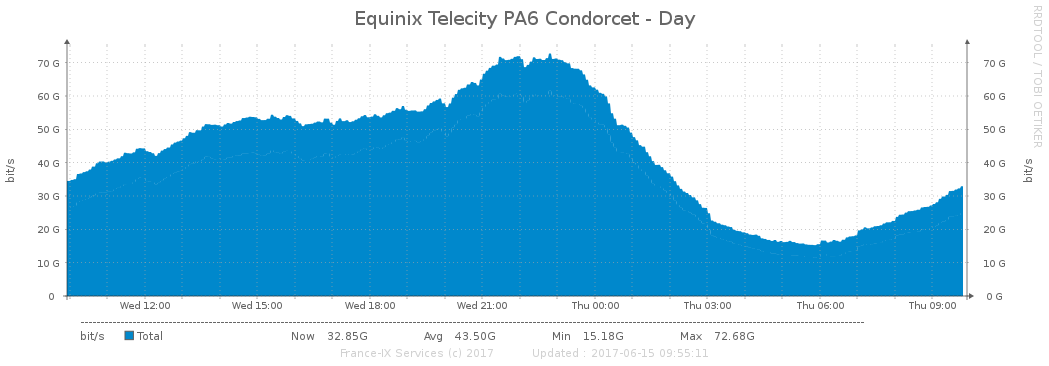 Equinix Telecity PA6 Condorcet - Day
RRDTOOL / TOBI OETIKER
bit/s
bit/s
70 G 70 G
60 G 60 G
50 G 50 G
40 G 40 G
30 G 30 G
20 G 20 G
10 G 10 G
0 0 G
Wed 12:00 Wed 15:00 Wed 18:00 Wed 21:00 Thu 00:00 Thu 03:00 Thu 06:00 Thu 09:00
bit/s Total Now 32.85G Avg 43.50G Min 15.18G Max 72.68G
France-IX Services (c) 2017 Updated : 2017-06-15 09:55:11